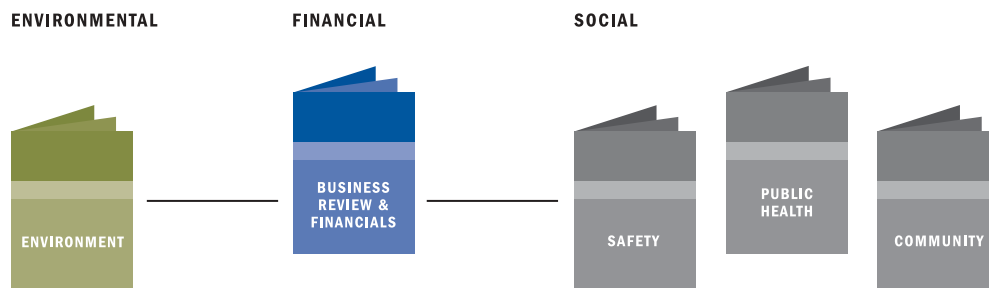 ENVIRONMENTAL
FINANCIAL
SOCIAL
ENVIRONMENT
BUSINESS
REVIEW &
FINANCIALS
SAFETY
PUBLIC
HEALTH
COMMUNITY